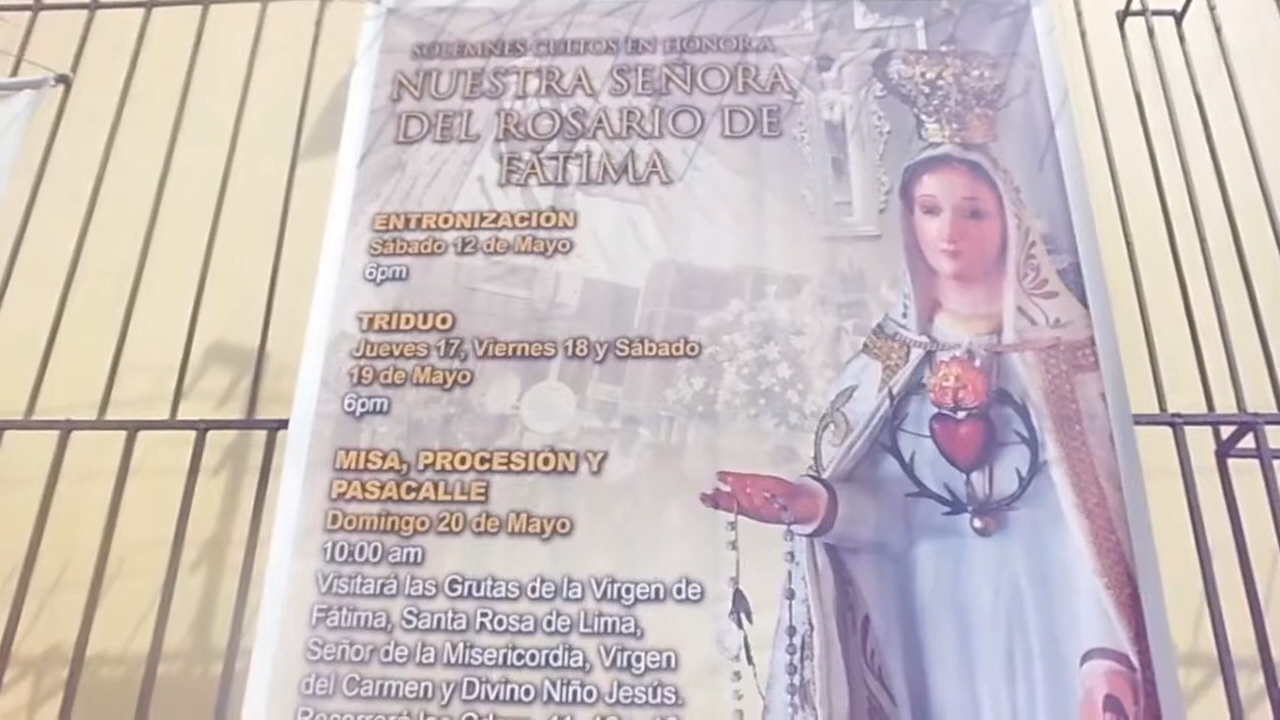 SOLEMNES CULTOS EN HONOR A
NUESTRA SEÑORA
DEL ROSARIO DE
FÁTIMA
ENTRONIZACIÓN
Sábado 12 de Mayo
6pm
TRIDUO
Jueves 17, Viernes 18 y Sábado
19 de Mayo
6pm
MISA, PROCESIÓN Y
PASACALLE
Domingo 20 de Mayo
10:00 am
Visitará las Grutas de la Virgen de
Fátima, Santa Rosa de Lima,
Señor de la Misericordia, Virgen
del Carmen y Divino Niño Jesús.